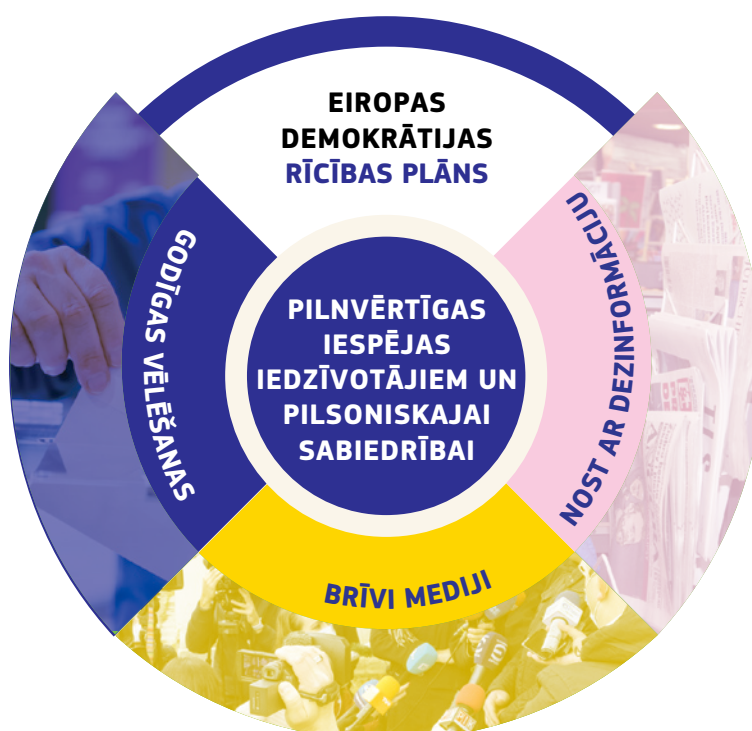 EIROPAS
DEMOKRĀTIJAS
RĪCĪBAS PLĀNS
GODĪGAS VĒLĒŠANAS
PILNVĒRTĪGAS
IESPĒJAS
IEDZĪVOTĀJIEM UN
PILSONISKAJAI
SABIEDRĪBAI
NOST AR DEZINFORMĀCIJU
BRĪVI MEDIJI